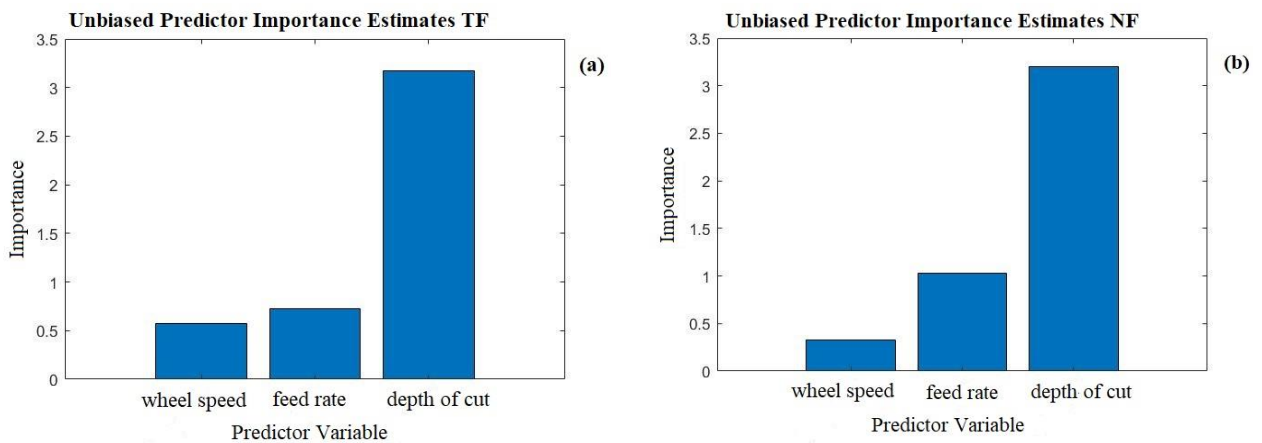 Unbiased Predictor Importance Estimates TF
(a)
3.5
3
2.5
2
1.5
1
0.5
0
Importance
wheel speed
feed rate
depth of cut
Predictor Variable
Unbiased Predictor Importance Estimates NF
(b)
3.5
3
2.5
2
1.5
1
0.5
0
Importance
wheel speed
feed rate
depth of cut
Predictor Variable